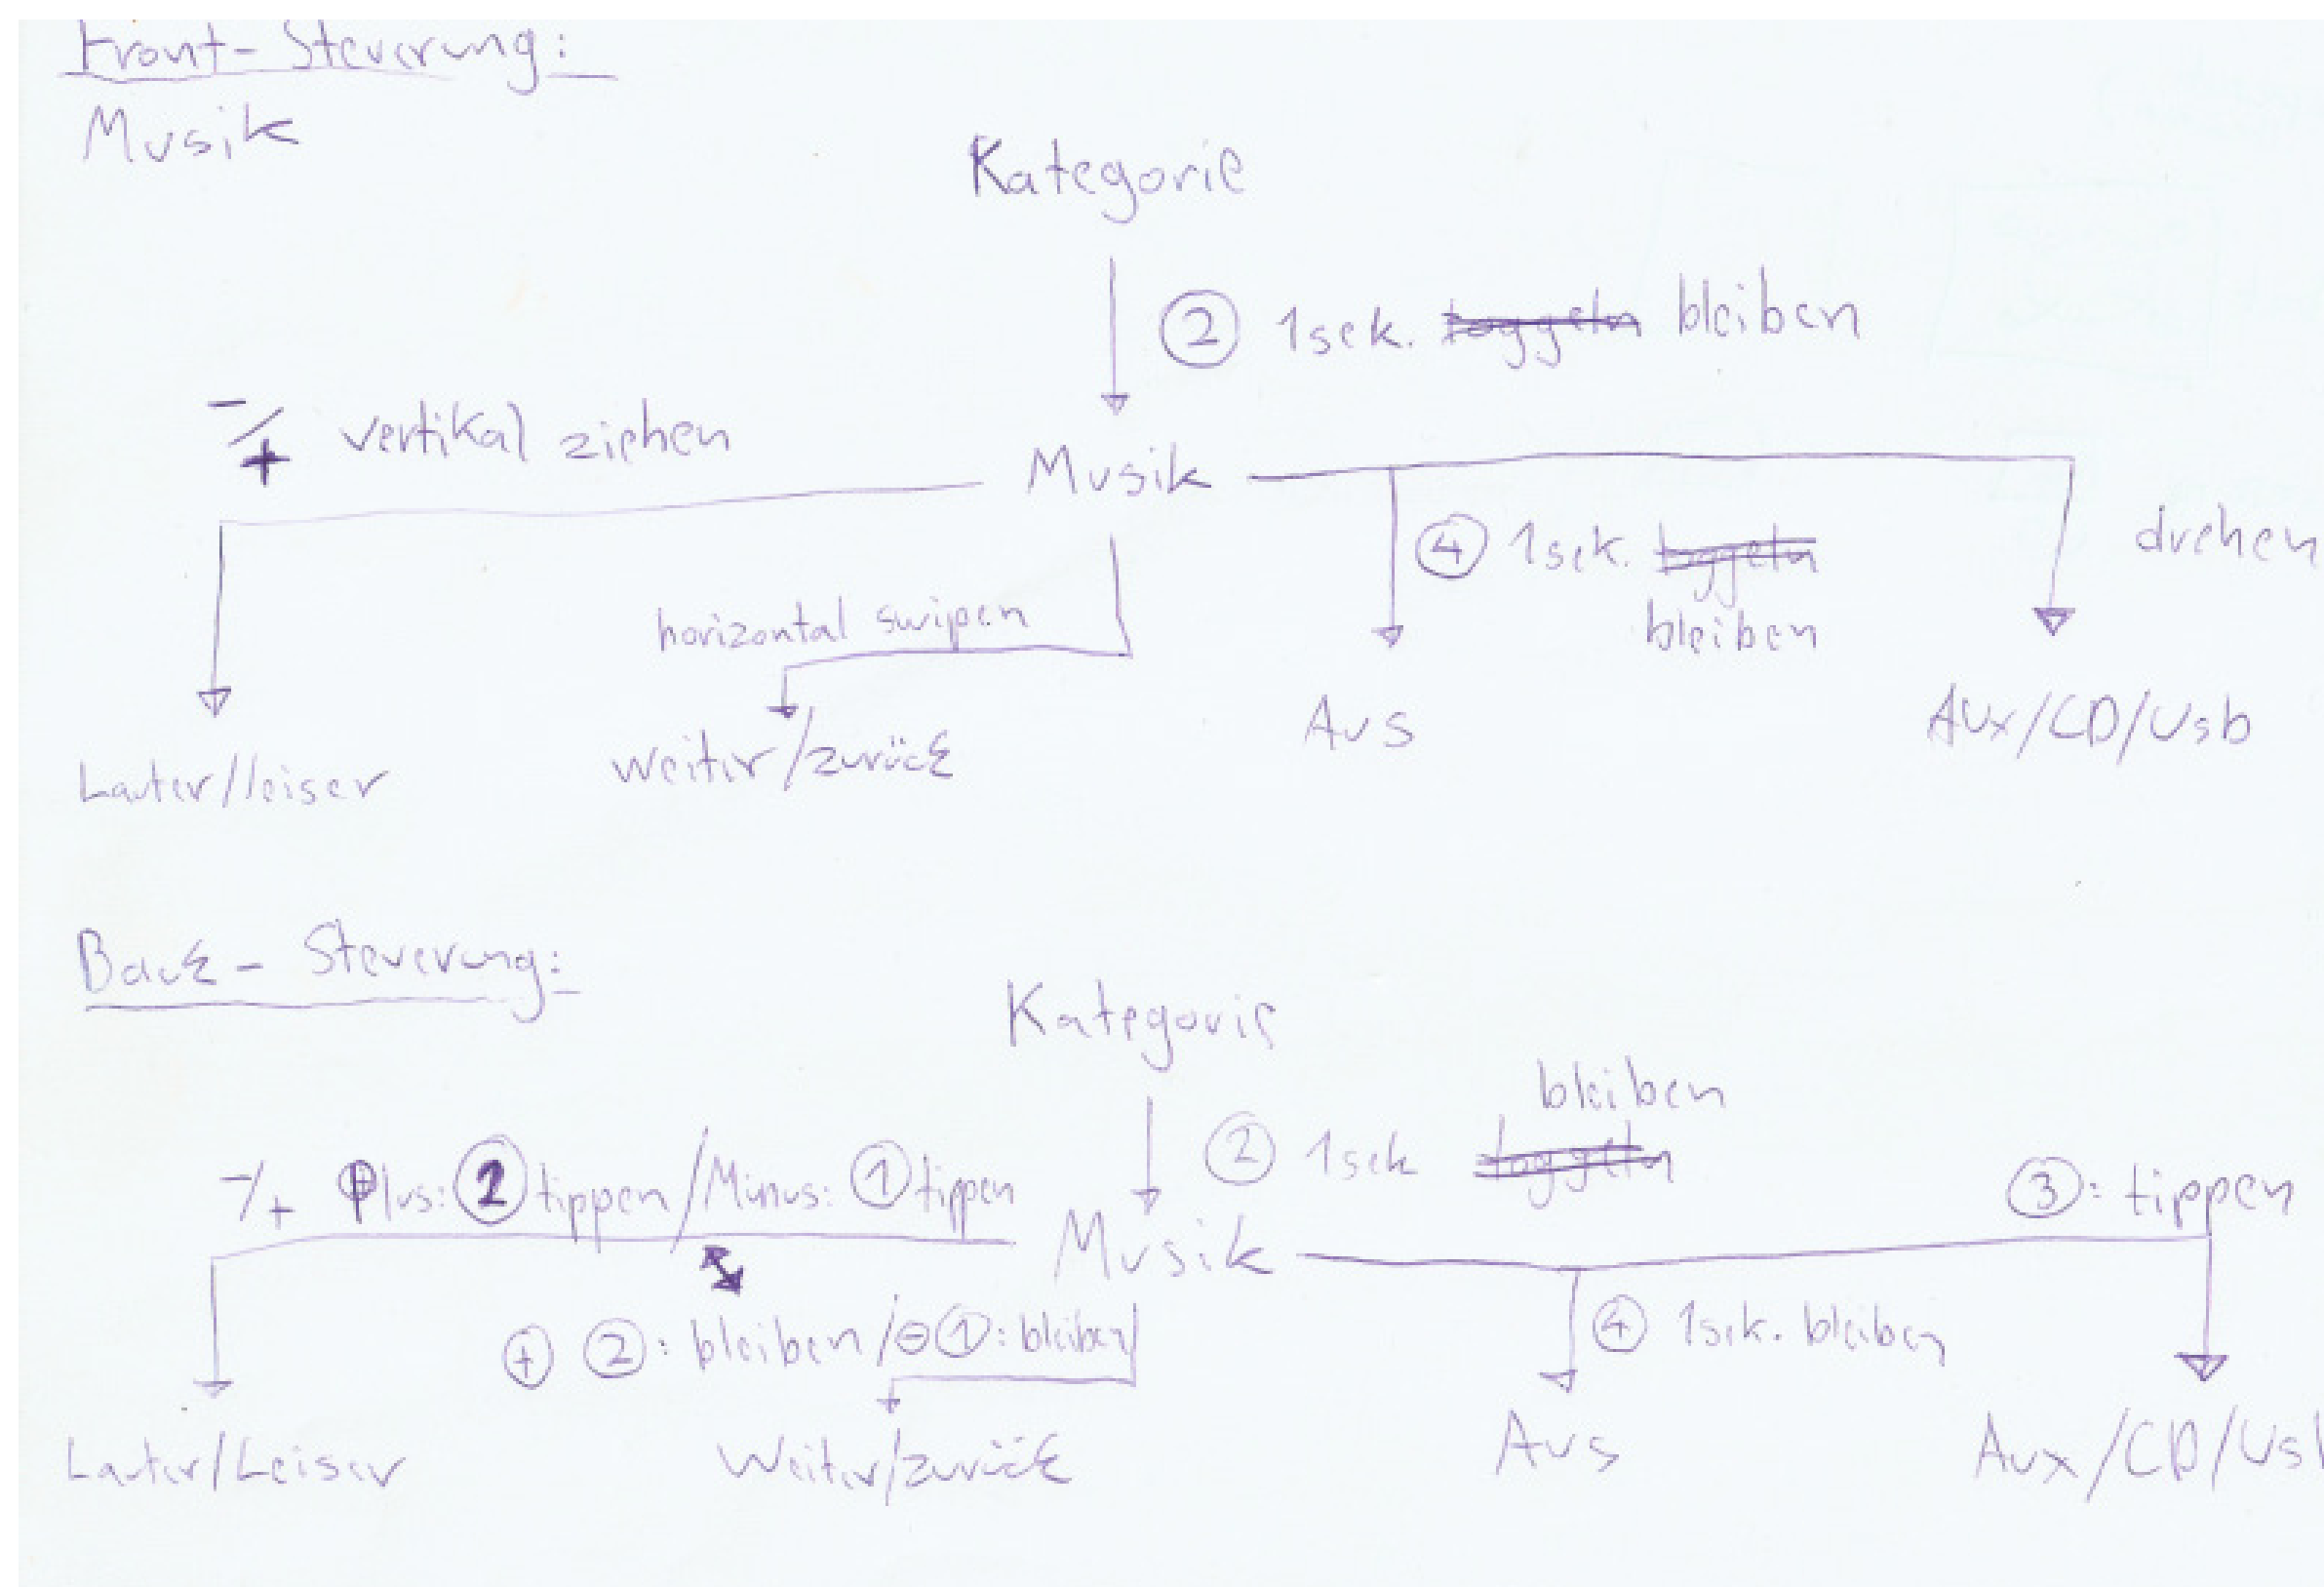 Front-Steuerung:
Musik
Kategorie
② 1sek. toggeln bleiben
-/+ vertikal ziehen
Musik
④ 1sek. toggeln
bleiben
drehen
horizontal swipen
Lauter/leiser
weiter/zurück
Aus
Aux/CD/Usb
Back-Steuerung:
Kategorie
bleiben
② 1sek toggeln
-/+ Plus: ② tippen/Minus: ① tippen
③: tippen
Musik
⊕ ②: bleiben/⊖①: bleiben
④ 1sek. bleiben
Lauter/Leiser
Weiter/zurück
Aus
Aux/CD/Usb